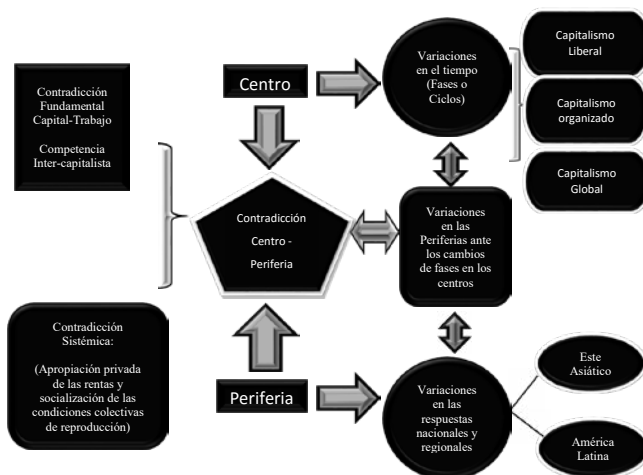 Contradicción
Fundamental
Capital-Trabajo
Competencia
Inter-capitalista
Contradicción
Sistémica:
(Apropiación privada
de las rentas y
socialización de las
condiciones colectivas
de reproducción)
Centro
Contradicción
Centro -
Periferia
Periferia
Variaciones
en el tiempo
(Fases o
Ciclos)
Variaciones
en las
Periferias ante
los cambios
de fases en los
centros
Variaciones
en las
respuestas
nacionales y
regionales
Capitalismo
Liberal
Capitalismo
organizado
Capitalismo
Global
Este
Asiático
América
Latina